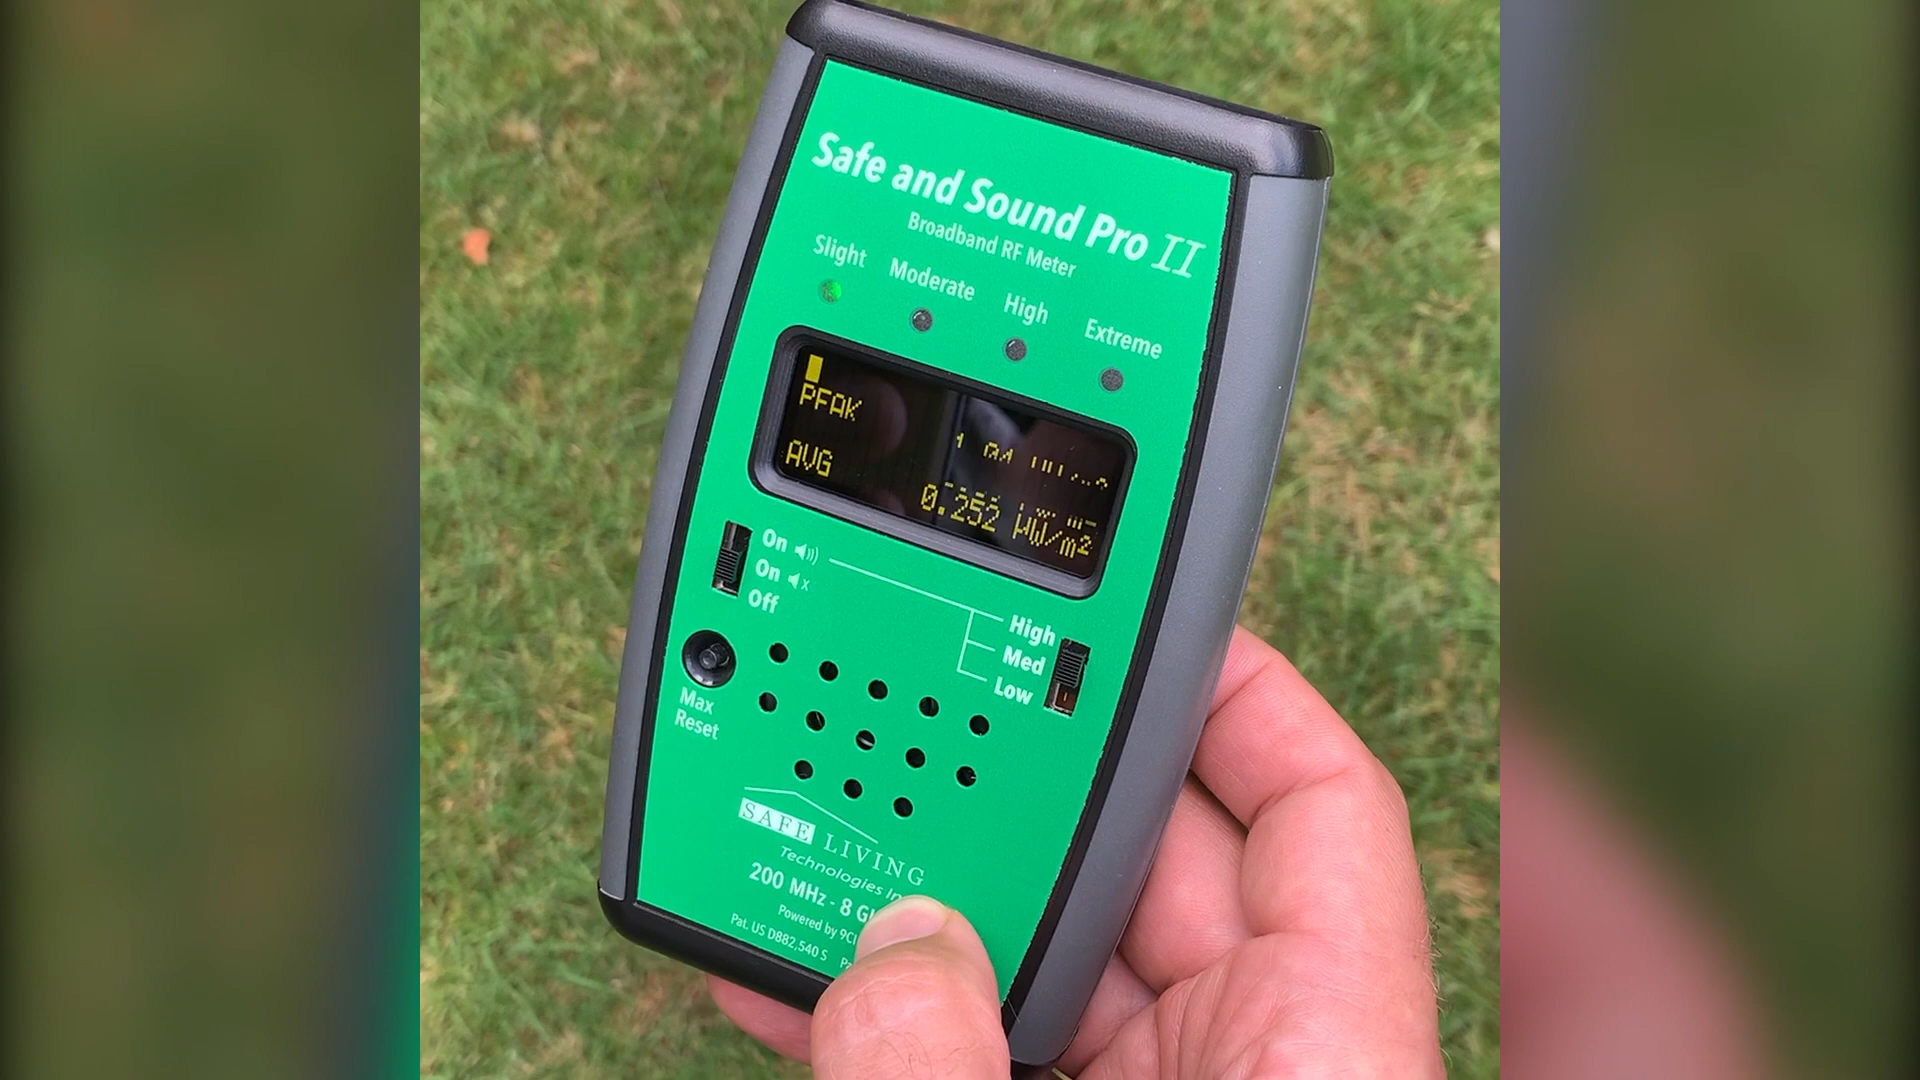 Safe and Sound Pro II
Broadband RF Meter
Slight
Moderate
High
Extreme
PEAK
AVG
0.252 µW/m²
On
On x
Off
High
Med
Low
Max
Reset
SAFE LIVING
Technologies
200 MHz - 8
Powered by
Pat. US D882,540 S